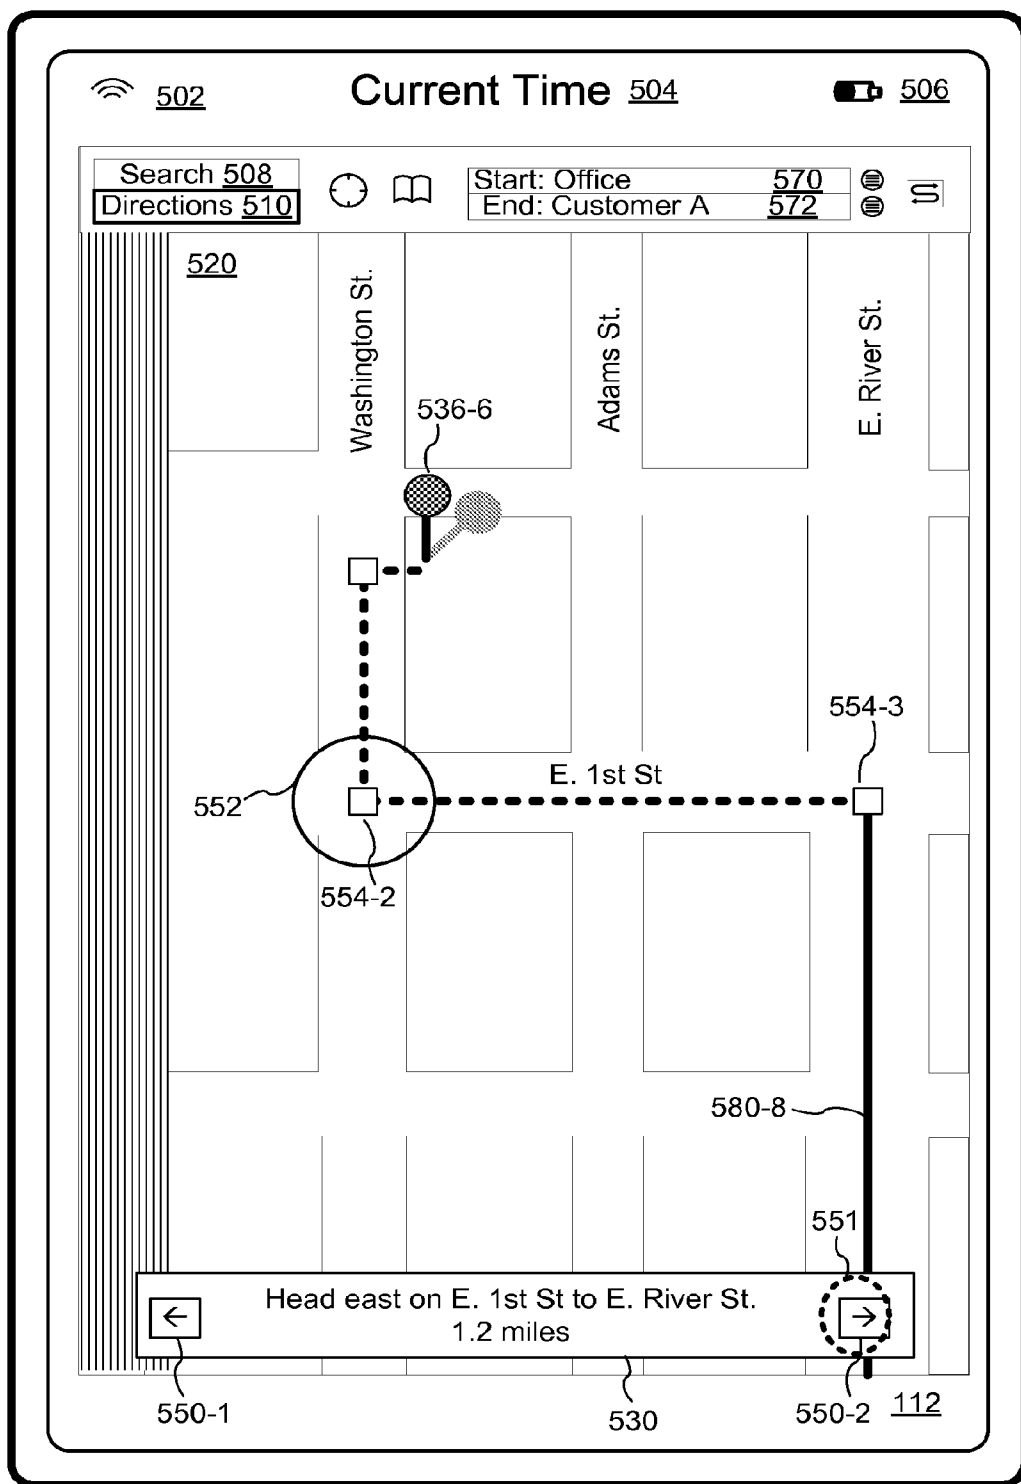 502 Current Time 504 506
Search 508
Directions 510
Start: Office 570
End: Customer A 572
520
Washington St.
Adams St.
E. River St.
536-6
554-3
E. 1st St
552
554-2
580-8
551
Head east on E. 1st St to E. River St.
1.2 miles
550-1
530
550-2
112